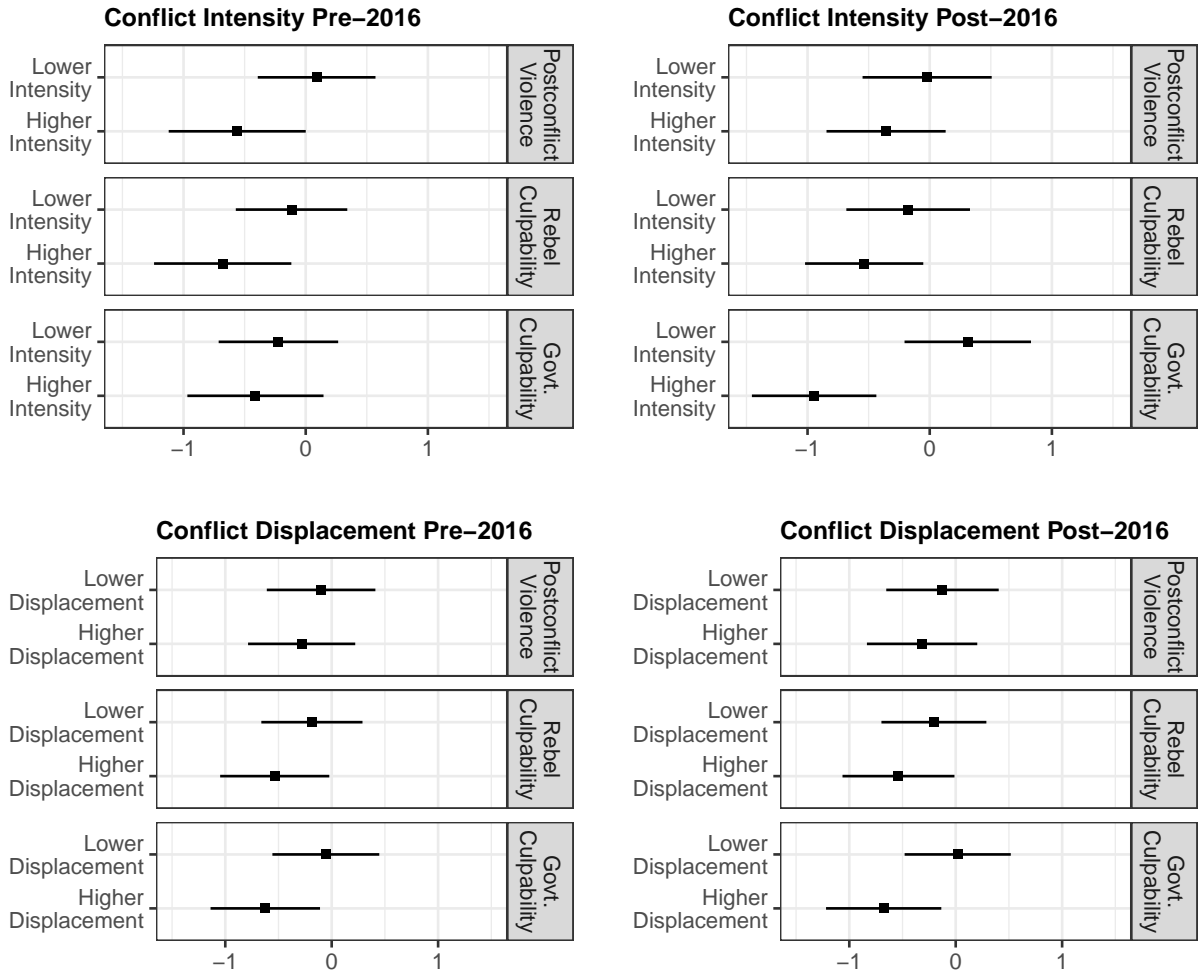 Conflict Intensity Pre−2016
Lower
Intensity
Higher
Intensity
Postconflict
Violence
Lower
Intensity
Higher
Intensity
Rebel
Culpability
Lower
Intensity
Higher
Intensity
Govt.
Culpability
−1 0 1
Conflict Intensity Post−2016
Lower
Intensity
Higher
Intensity
Postconflict
Violence
Lower
Intensity
Higher
Intensity
Rebel
Culpability
Lower
Intensity
Higher
Intensity
Govt.
Culpability
−1 0 1
Conflict Displacement Pre−2016
Lower
Displacement
Higher
Displacement
Postconflict
Violence
Lower
Displacement
Higher
Displacement
Rebel
Culpability
Lower
Displacement
Higher
Displacement
Govt.
Culpability
−1 0 1
Conflict Displacement Post−2016
Lower
Displacement
Higher
Displacement
Postconflict
Violence
Lower
Displacement
Higher
Displacement
Rebel
Culpability
Lower
Displacement
Higher
Displacement
Govt.
Culpability
−1 0 1